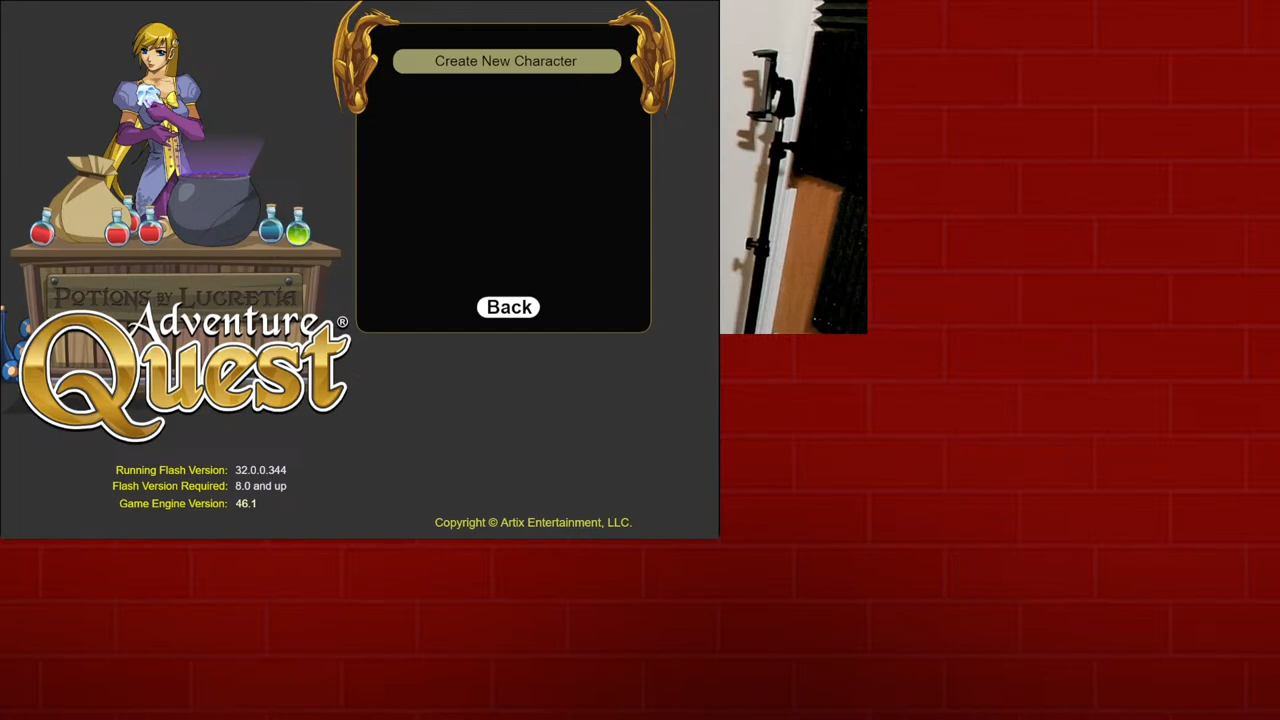 Create New Character
Back
POTIONS BY LUCRETIA
Adventure ®
Quest
Running Flash Version: 32.0.0.344
Flash Version Required: 8.0 and up
Game Engine Version: 46.1
Copyright © Artix Entertainment, LLC.